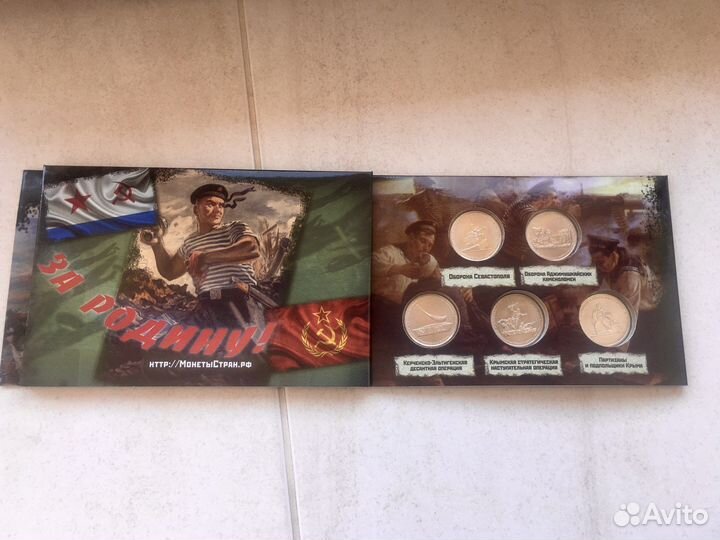 ЗА РОДИНУ!
http://МонетыСтран.рф
Оборона Севастополя
Оборона Аджимушкайских
каменоломен
Керченско-Эльтигенская
десантная операция
Крымская стратегическая
наступательная операция
Партизаны
и подпольщики Крыма
Avito